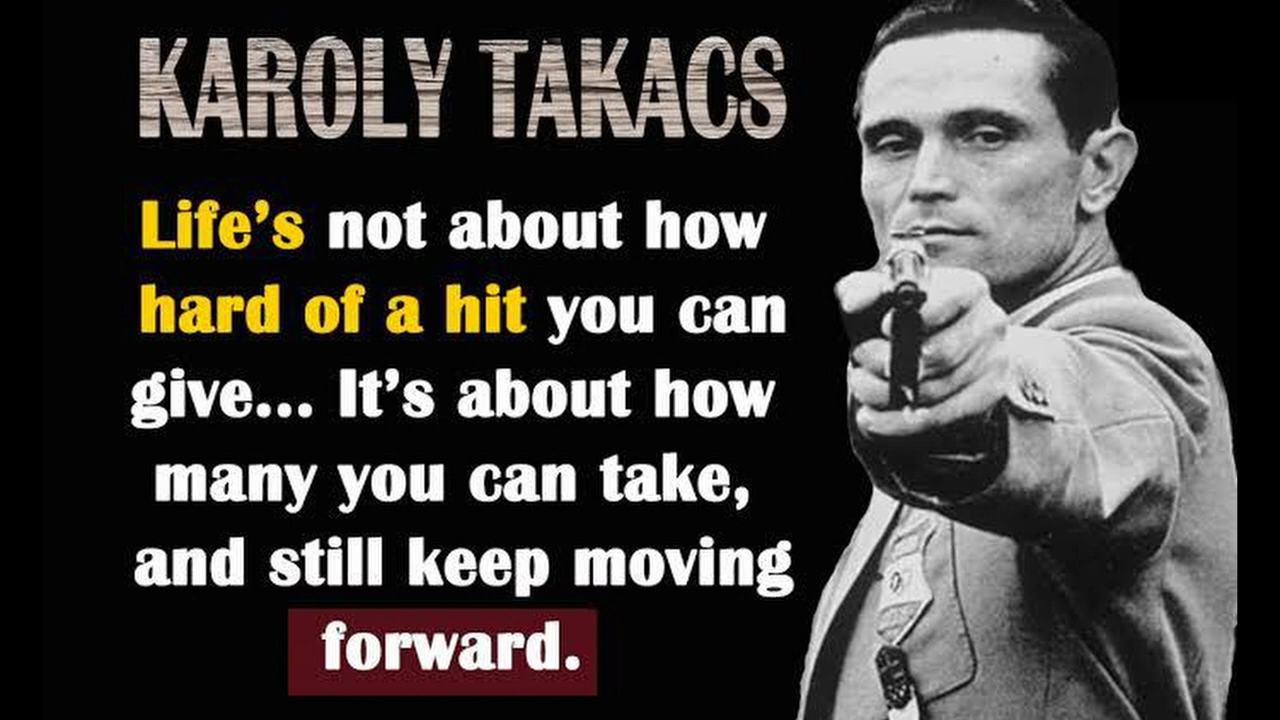 KAROLY TAKACS
Life’s not about how
hard of a hit you can
give... It’s about how
many you can take,
and still keep moving
forward.